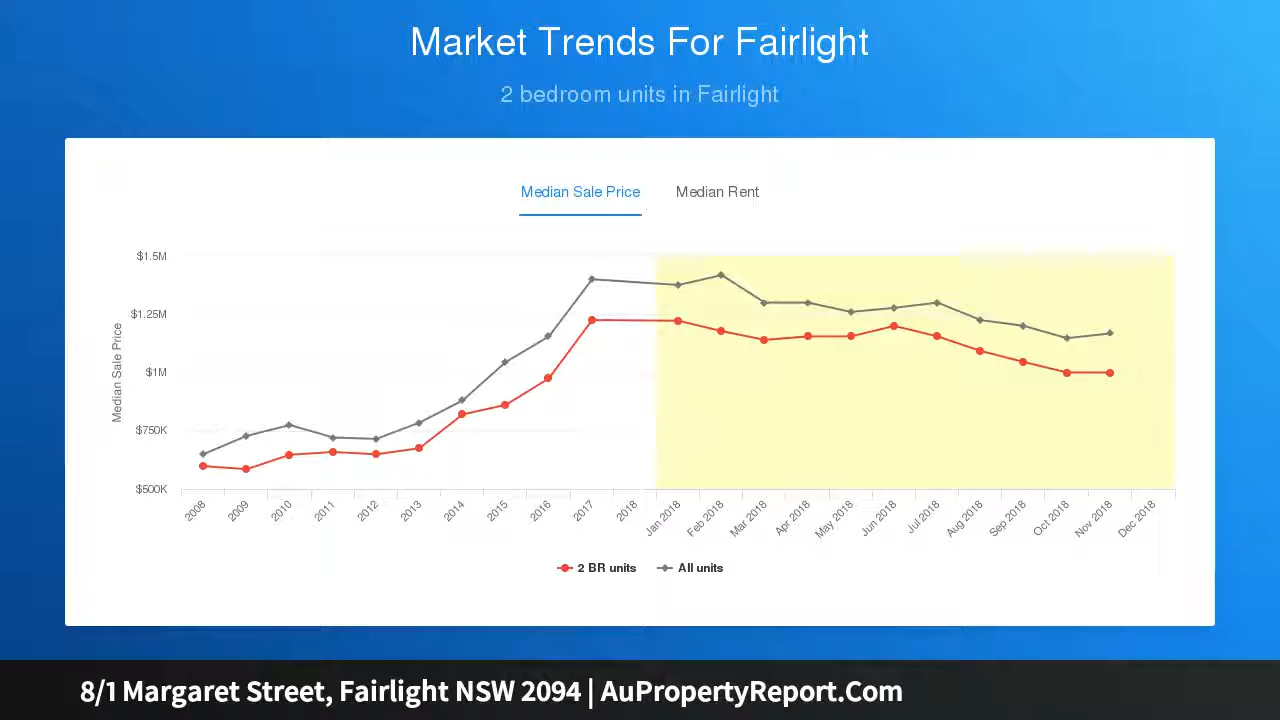 Market Trends For Fairlight
2 bedroom units in Fairlight
Median Sale Price Median Rent
$1.5M
$1.25M
$1M
$750K
$500K
Median Sale Price
2008 2009 2010 2011 2012 2013 2014 2015 2016 2017 2018 Jan 2018 Feb 2018 Mar 2018 Apr 2018 May 2018 Jun 2018 Jul 2018 Aug 2018 Sep 2018 Oct 2018 Nov 2018 Dec 2018
2 BR units All units
8/1 Margaret Street, Fairlight NSW 2094 | AuPropertyReport.Com